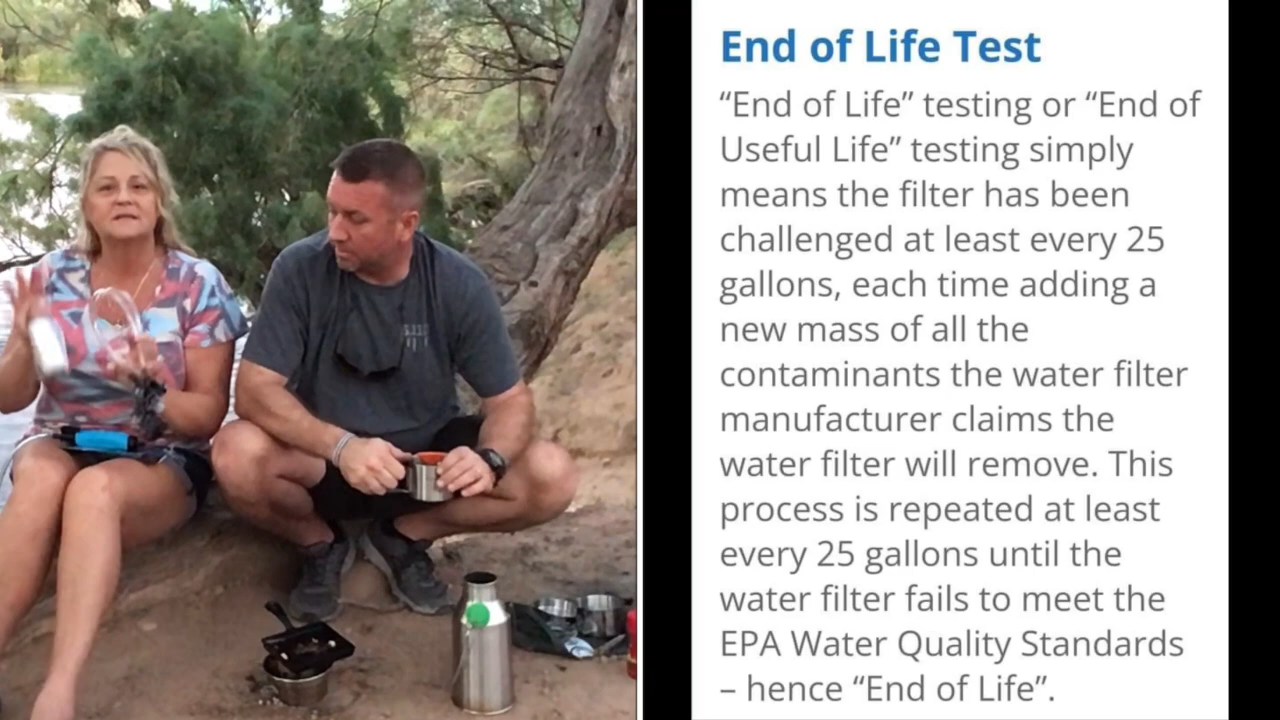 End of Life Test
“End of Life” testing or “End of
Useful Life” testing simply
means the filter has been
challenged at least every 25
gallons, each time adding a
new mass of all the
contaminants the water filter
manufacturer claims the
water filter will remove. This
process is repeated at least
every 25 gallons until the
water filter fails to meet the
EPA Water Quality Standards
– hence “End of Life”.